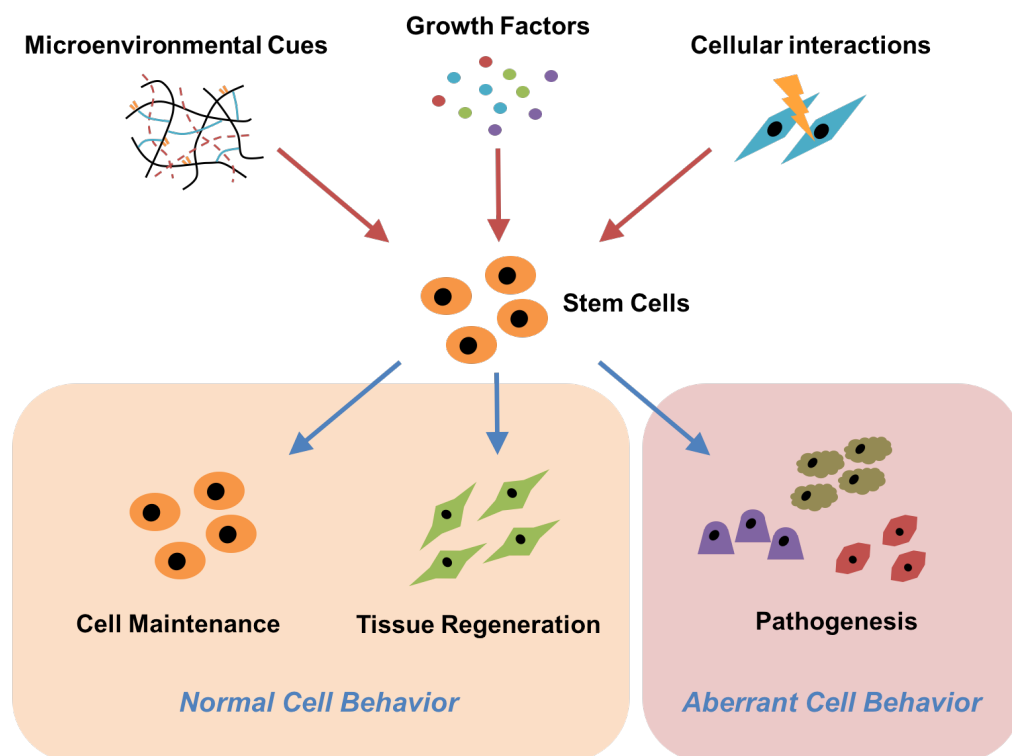 Growth Factors
Microenvironmental Cues
Cellular interactions
Stem Cells
Cell Maintenance
Tissue Regeneration
Pathogenesis
Normal Cell Behavior
Aberrant Cell Behavior